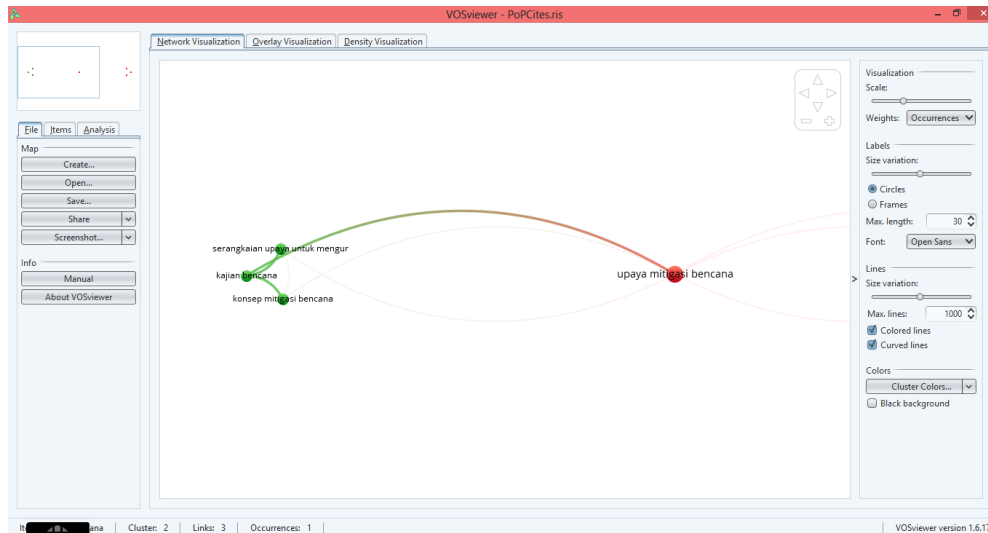 VOSviewer - PoPCites.ris
Network Visualization Overlay Visualization Density Visualization
File Items Analysis
Map
Create...
Open...
Save...
Share
Screenshot...
Info
Manual
About VOSviewer
serangkaian upaya untuk mengur
kajian bencana
konsep mitigasi bencana
upaya mitigasi bencana
>
Visualization
Scale:
Weights: Occurrences
Labels
Size variation:
Circles
Frames
Max. length: 30
Font: Open Sans
Lines
Size variation:
Max. lines: 1000
Colored lines
Curved lines
Colors
Cluster Colors...
Black background
Cluster: 2 Links: 3 Occurrences: 1
VOSviewer version 1.6.17